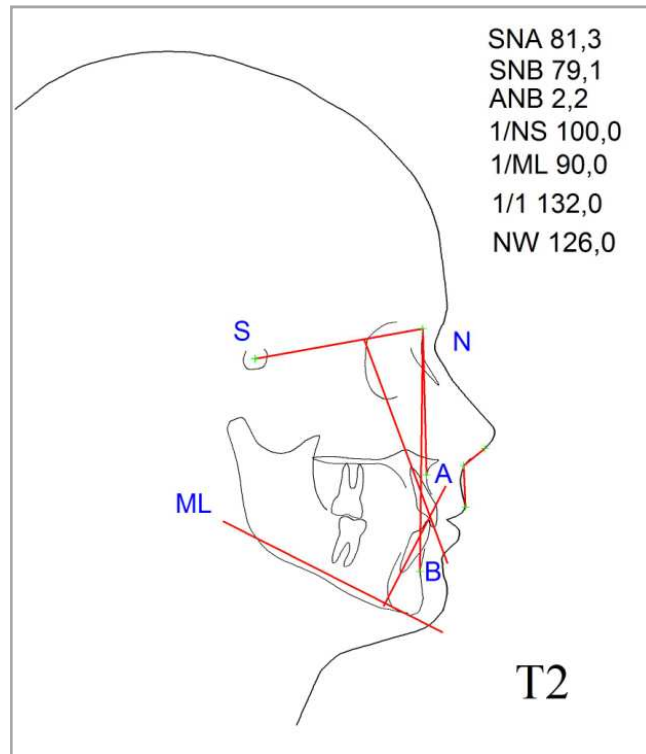 SNA 81,3
SNB 79,1
ANB 2,2
1/NS 100,0
1/ML 90,0
1/1 132,0
NW 126,0
S
N
A
ML
B
T2